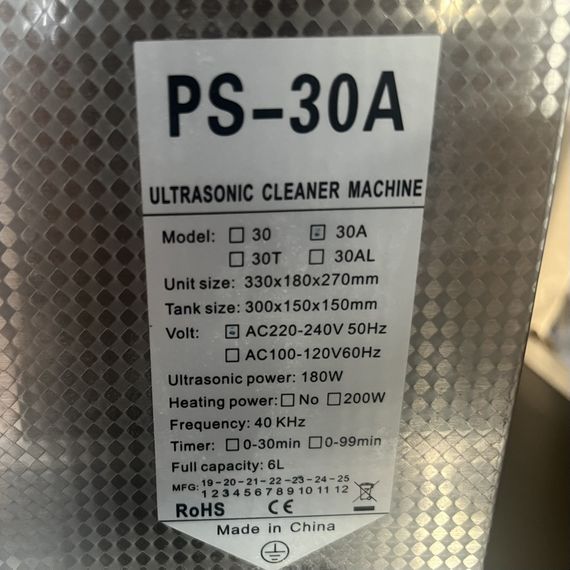 PS-30A
ULTRASONIC CLEANER MACHINE
Model: ☐ 30 ☑ 30A
☐ 30T ☐ 30AL
Unit size: 330x180x270mm
Tank size: 300x150x150mm
Volt: ☑ AC220-240V 50Hz
☐ AC100-120V60Hz
Ultrasonic power: 180W
Heating power: ☐ No ☐ 200W
Frequency: 40 KHz
Timer: ☐ 0-30min ☐ 0-99min
Full capacity: 6L
MFG: 19-20-21-22-23-24-25
1 2 3 4 5 6 7 8 9 10 11 12
RoHS CE
Made in China